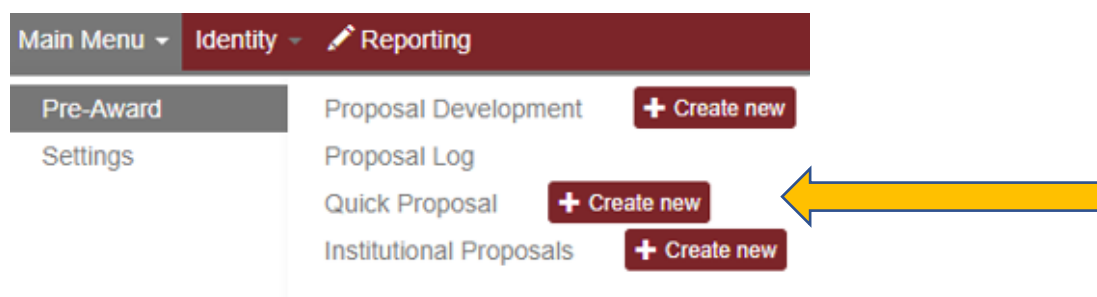 Main Menu Identity Reporting
Pre-Award Proposal Development + Create new
Settings Proposal Log
Quick Proposal + Create new
Institutional Proposals + Create new